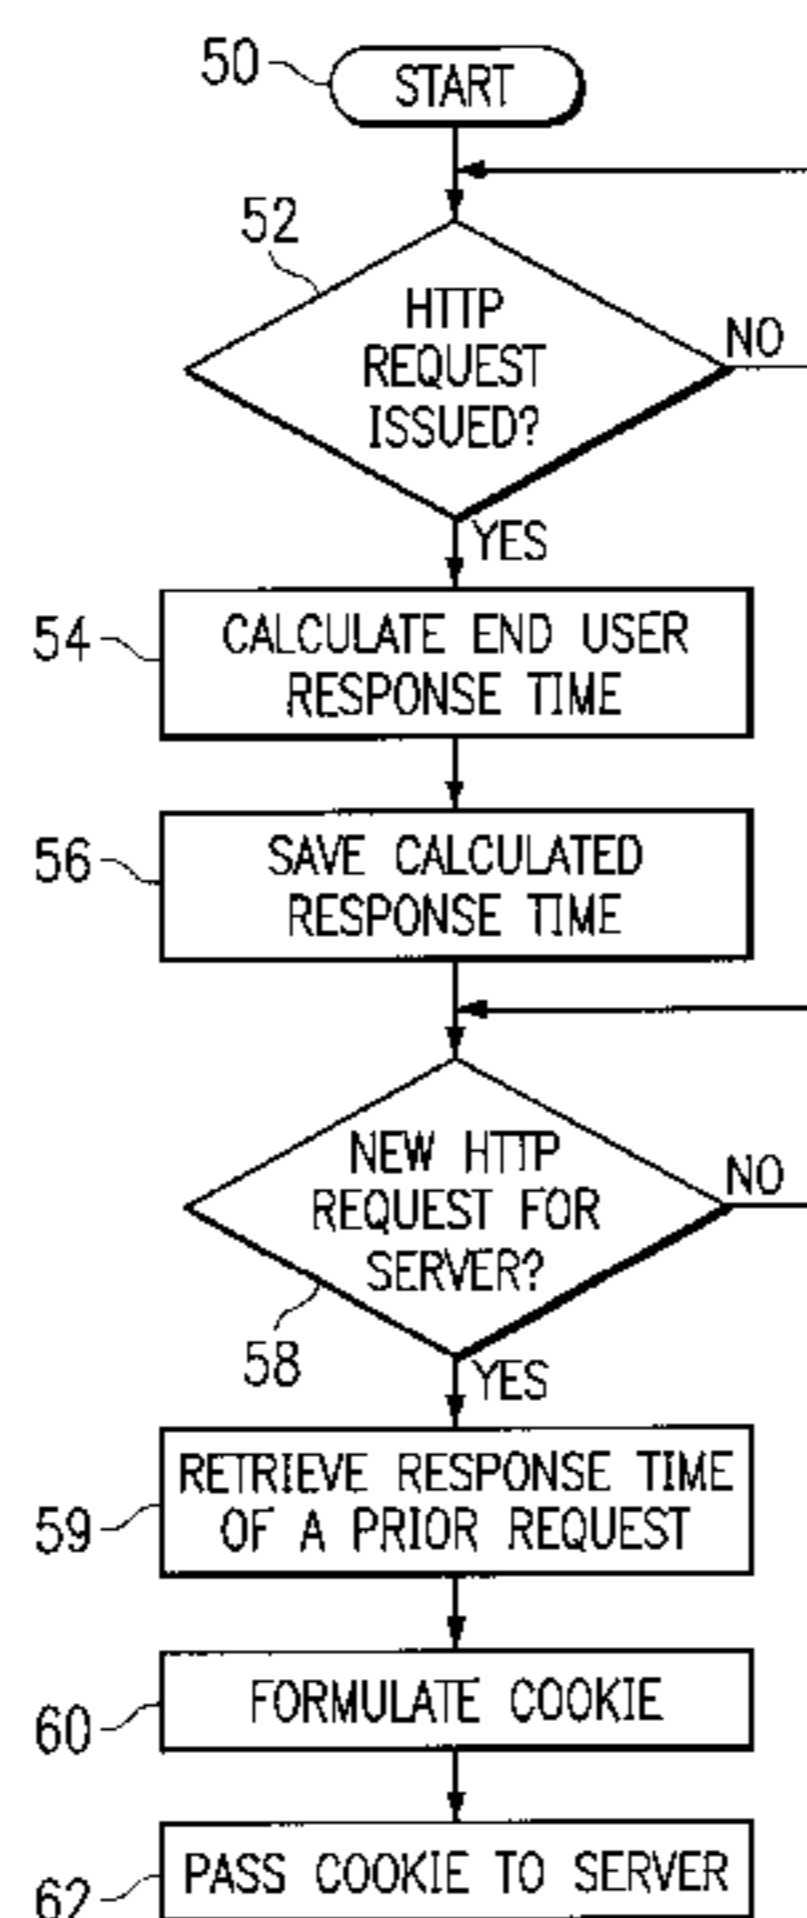 50
START
52
HTTP
REQUEST
ISSUED?
NO
YES
54
CALCULATE END USER
RESPONSE TIME
56
SAVE CALCULATED
RESPONSE TIME
NEW HTTP
REQUEST FOR
SERVER?
NO
58
YES
59
RETRIEVE RESPONSE TIME
OF A PRIOR REQUEST
60
FORMULATE COOKIE
62
PASS COOKIE TO SERVER